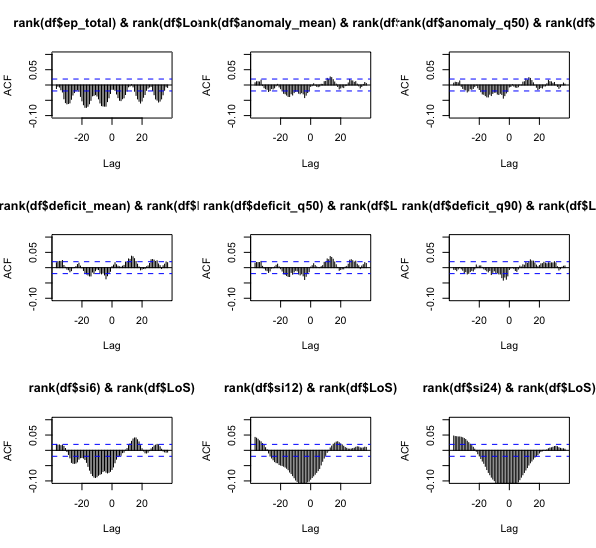 rank(df$ep_total) & rank(df$Lo
rank(df$anomaly_mean) & rank(df$
rank(df$anomaly_q50) & rank(df$
ACF
0.05
-0.10
-20 0 20
Lag
ACF
0.05
-0.10
-20 0 20
Lag
ACF
0.05
-0.10
-20 0 20
Lag
rank(df$deficit_mean) & rank(df$
rank(df$deficit_q50) & rank(df$L
rank(df$deficit_q90) & rank(df$L
ACF
0.05
-0.10
-20 0 20
Lag
ACF
0.05
-0.10
-20 0 20
Lag
ACF
0.05
-0.10
-20 0 20
Lag
rank(df$si6) & rank(df$LoS)
rank(df$si12) & rank(df$LoS)
rank(df$si24) & rank(df$LoS)
ACF
0.05
-0.10
-20 0 20
Lag
ACF
0.05
-0.10
-20 0 20
Lag
ACF
0.05
-0.10
-20 0 20
Lag